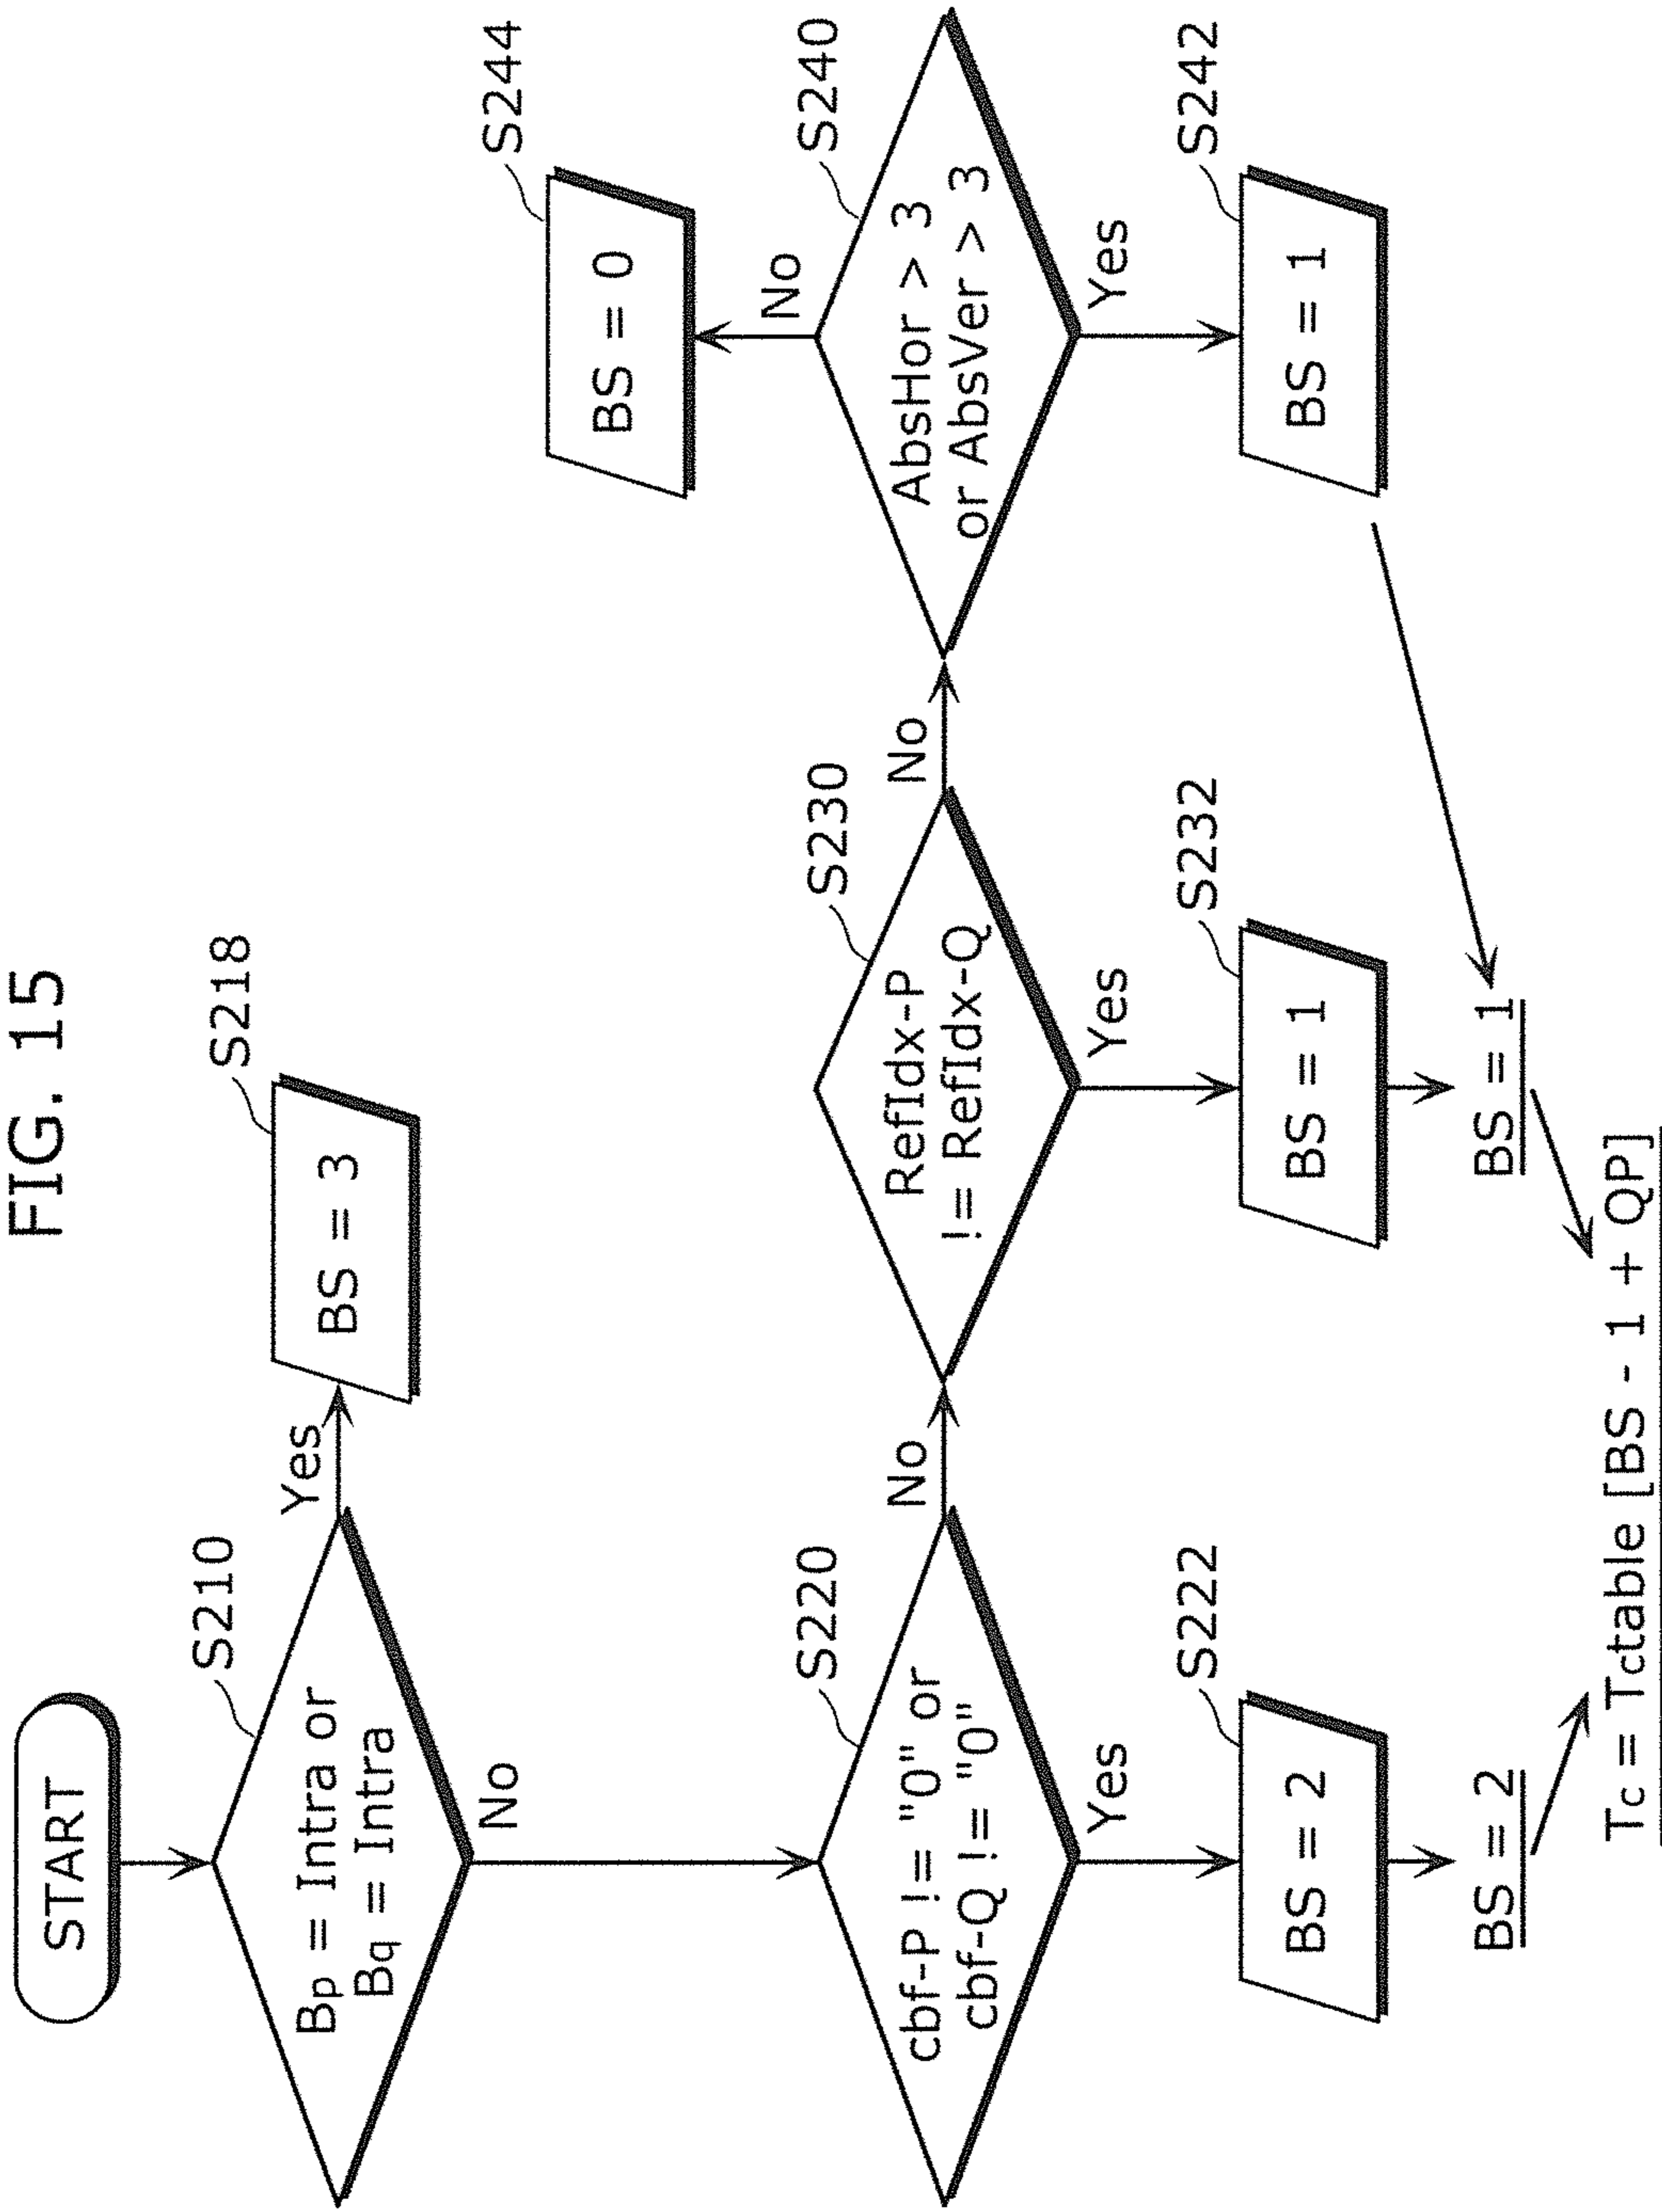 FIG. 15
START
S210
Bp = Intra or
Bq = Intra
Yes
S218
BS = 3
No
S220
cbf-P != "0" or
cbf-Q != "0"
No
S230
RefIdx-P
!= RefIdx-Q
No
S240
AbsHor > 3
or AbsVer > 3
No
S244
BS = 0
Yes
S222
BS = 2
Yes
S232
BS = 1
Yes
S242
BS = 1
BS = 2
BS = 1
Tc = Tctable [BS - 1 + QP]